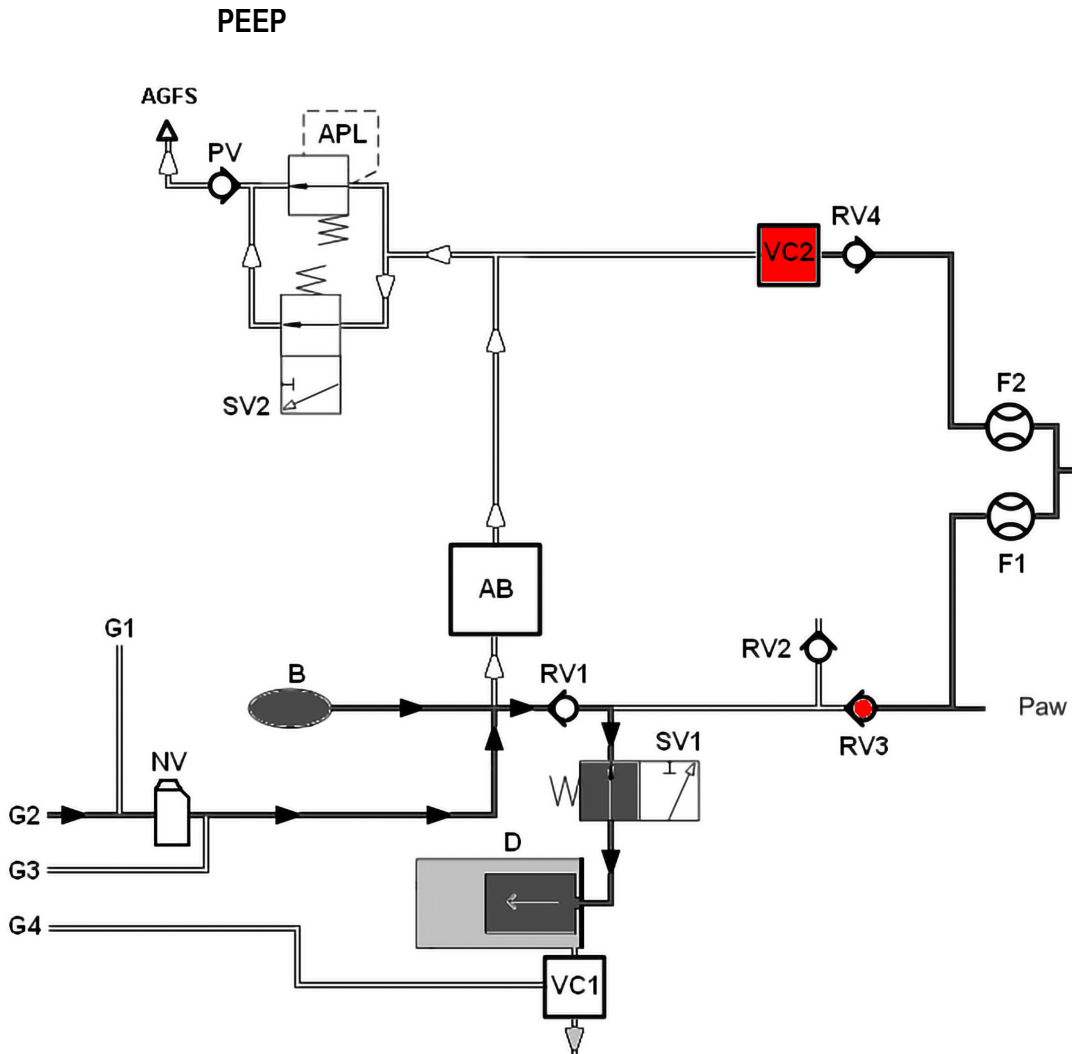 PEEP
AGFS
PV
APL
RV4
VC2
SV2
F2
F1
AB
G1
B
RV1
RV2
Paw
NV
SV1
RV3
G2
D
G3
G4
VC1